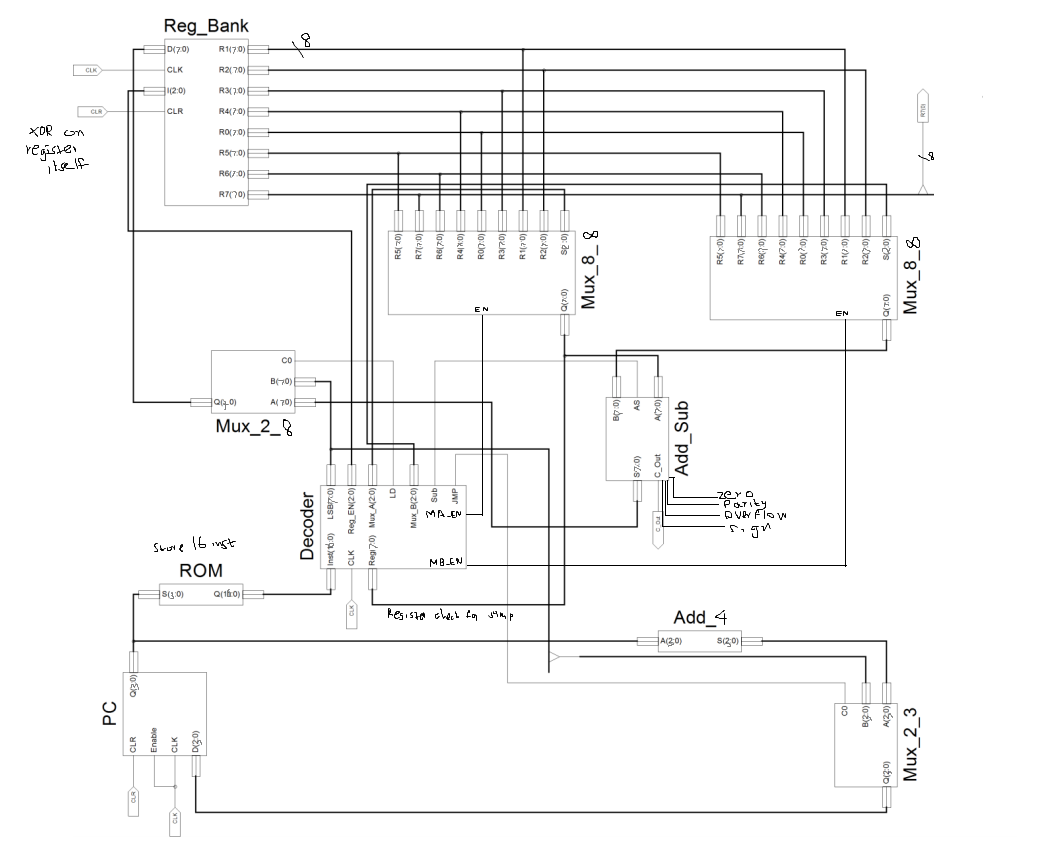 Reg_Bank
D(7:0)
R1(7:0)
8
CLK
CLK
R2(7:0)
I(2:0)
R3(7:0)
CLR
CLR
R4(7:0)
R0(7:0)
R5(7:0)
R6(7:0)
R7(7:0)
XOR on
register
itself
R7(7:0)
8
R5(7:0)
R7(7:0)
R6(7:0)
R4(7:0)
R0(7:0)
R3(7:0)
R1(7:0)
R2(7:0)
S(2:0)
EN
Q(7:0)
Mux_8_8
R5(7:0)
R7(7:0)
R6(7:0)
R4(7:0)
R0(7:0)
R3(7:0)
R1(7:0)
R2(7:0)
S(2:0)
EN
Q(7:0)
Mux_8_8
C0
B(7:0)
Q(7:0)
A(7:0)
Mux_2_8
B(7:0)
AS
A(7:0)
S(7:0)
C_Out
Add_Sub
C_Out
zero
Parity
overflow
sign
Decoder
LSB(7:0)
Reg_EN(2:0)
Mux_A(2:0)
LD
Mux_B(2:0)
Sub
JMP
MA_EN
MB_EN
Inst(16:0)
CLK
Reg(7:0)
CLK
Store 16 inst
ROM
S(3:0)
Q(16:0)
Register check for jump
Add_4
A(3:0)
S(3:0)
PC
Q(3:0)
CLR
Enable
CLK
D(3:0)
CLR
CLK
C0
B(3:0)
A(3:0)
Q(2:0)
Mux_2_3